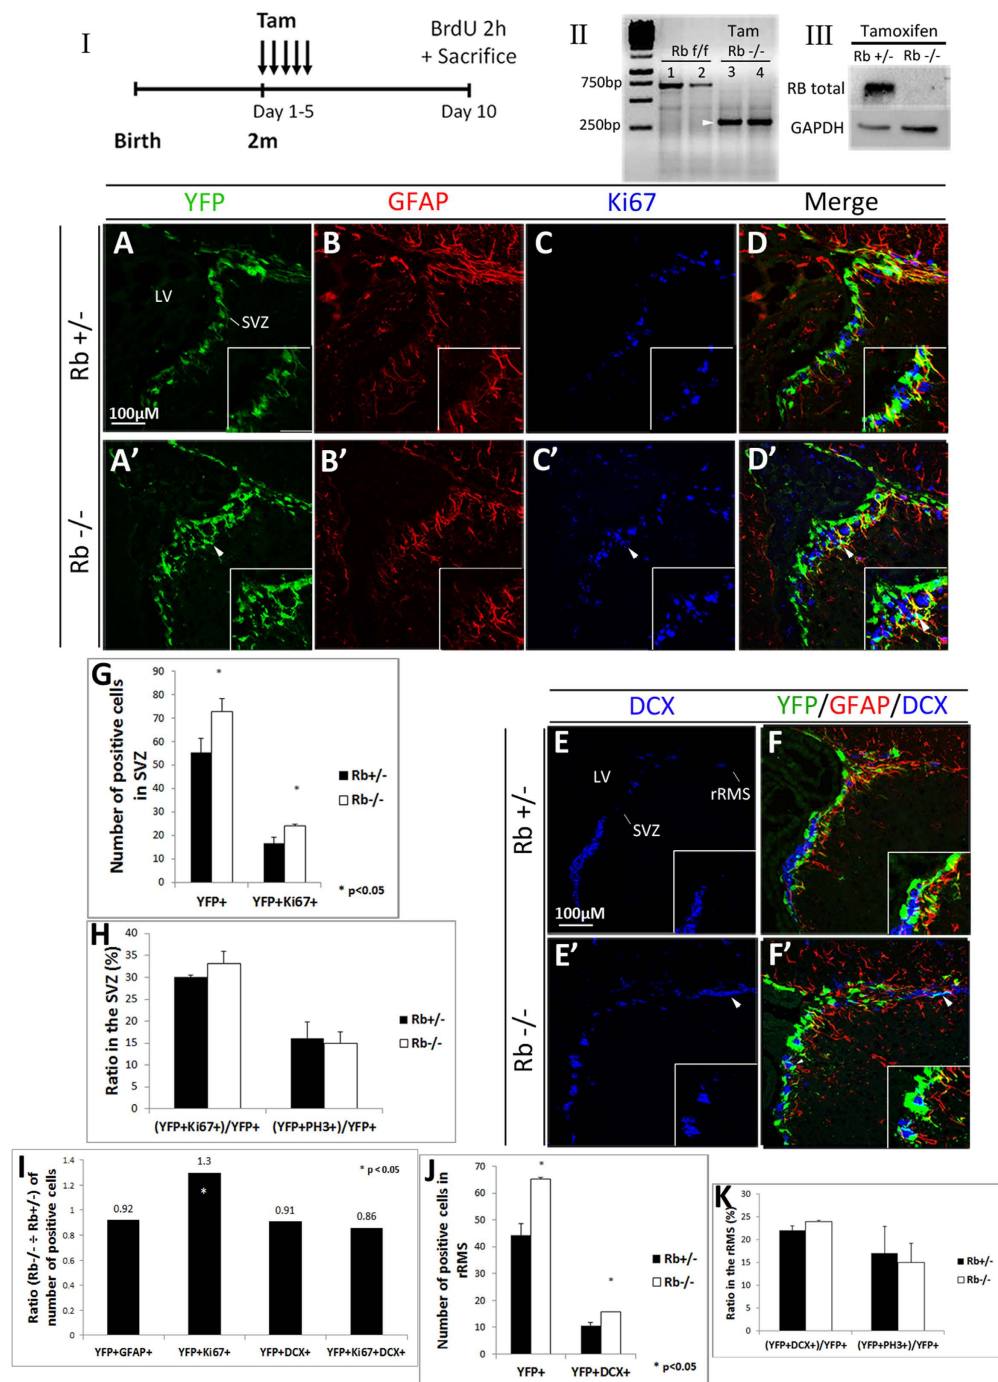 I
Tam
BrdU 2h
+ Sacrifice
Day 1-5
Day 10
Birth
2m
II
Tam
Rb f/f
Rb -/-
1 2 3 4
750bp
250bp
III
Tamoxifen
Rb +/- Rb -/-
RB total
GAPDH
YFP
GFAP
Ki67
Merge
Rb +/-
A
B
C
D
LV
SVZ
100µM
Rb -/-
A'
B'
C'
D'
G
Number of positive cells
in SVZ
90
80
70
60
50
40
30
20
10
0
*
*
Rb+/-
Rb-/-
* p<0.05
YFP+
YFP+Ki67+
H
Ratio in the SVZ (%)
40
35
30
25
20
15
10
5
0
Rb+/-
Rb-/-
(YFP+Ki67+)/YFP+
(YFP+PH3+)/YFP+
DCX
YFP/GFAP/DCX
Rb +/-
E
F
LV
rRMS
SVZ
100µM
Rb -/-
E'
F'
I
Ratio (Rb-/- ÷ Rb+/-) of
number of positive cells
1.4
1.2
1
0.8
0.6
0.4
0.2
0
0.92
1.3
*
0.91
0.86
* p < 0.05
YFP+GFAP+
YFP+Ki67+
YFP+DCX+
YFP+Ki67+DCX+
J
Number of positive cells in
rRMS
70
60
50
40
30
20
10
0
*
*
Rb+/-
Rb-/-
YFP+
YFP+DCX+
* p<0.05
K
Ratio in the rRMS (%)
30
25
20
15
10
5
0
Rb+/-
Rb-/-
(YFP+DCX+)/YFP+
(YFP+PH3+)/YFP+